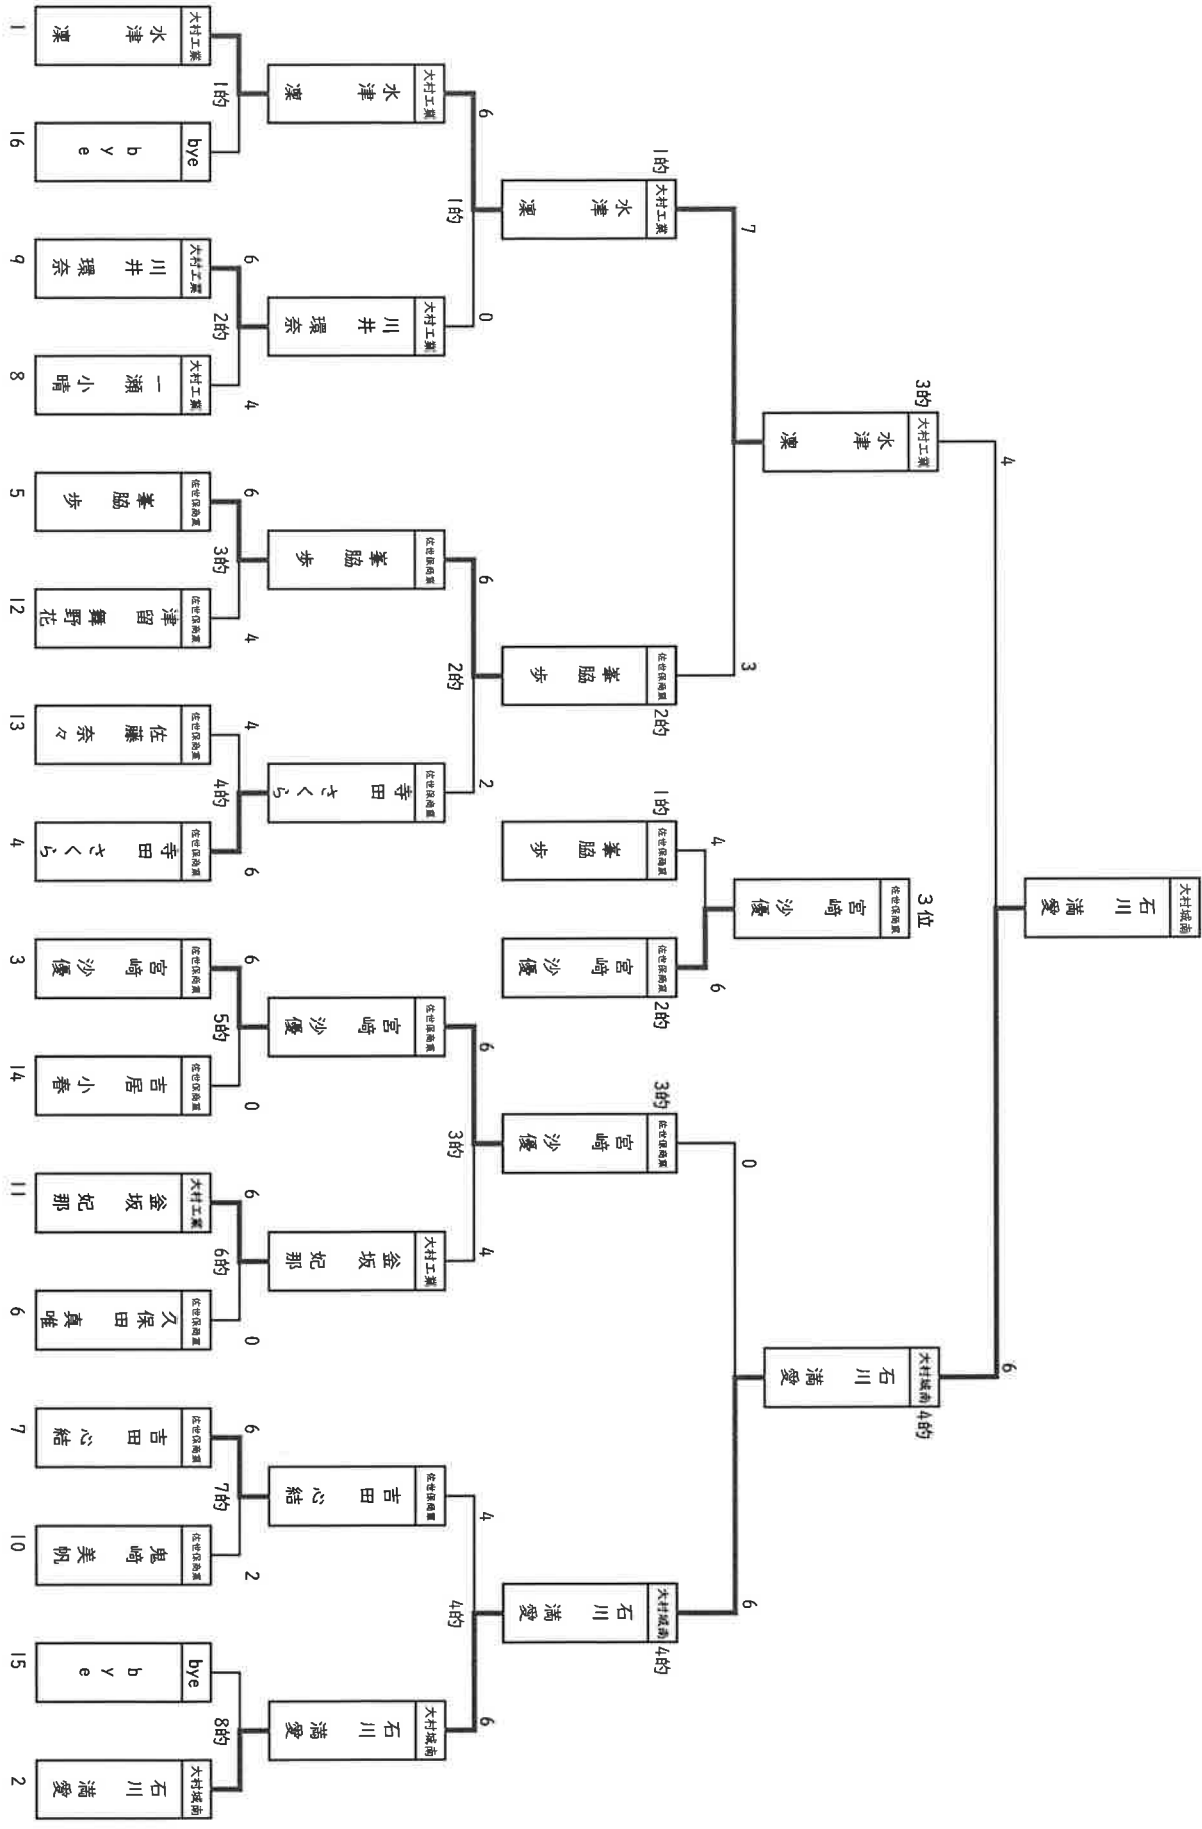 大村城南
石川 満愛
4
6
3的
大村工業
水津 凜
大村城南
石川 満愛
4的
3位
佐世保商業
宮﨑 沙優
7
3
0
6
4
6
1的
大村工業
水津 凜
佐世保商業
峯脇 歩
2的
1的
佐世保商業
峯脇 歩
佐世保商業
宮﨑 沙優
2的
3的
佐世保商業
宮﨑 沙優
大村城南
石川 満愛
4的
6
0
6
2
6
4
4
6
1的
2的
3的
4的
大村工業
水津 凜
大村工業
川井 環奈
佐世保商業
峯脇 歩
佐世保商業
寺田 さくら
佐世保商業
宮﨑 沙優
大村工業
釜坂 妃那
佐世保商業
吉田 心結
大村城南
石川 満愛
6
4
6
4
4
6
6
0
6
0
6
2
1的
2的
3的
4的
5的
6的
7的
8的
大村工業
水津 凜
bye
bye
大村工業
川井 環奈
大村工業
一瀬 小晴
佐世保商業
峯脇 歩
佐世保商業
津留 舞野花
佐世保商業
佐藤 奈々
佐世保商業
寺田 さくら
佐世保商業
宮﨑 沙優
佐世保商業
吉居 小春
大村工業
釜坂 妃那
佐世保商業
久保田 真唯
佐世保商業
吉田 心結
佐世保商業
鬼﨑 美帆
bye
bye
大村城南
石川 満愛
1
16
9
8
5
12
13
4
3
14
11
6
7
10
15
2